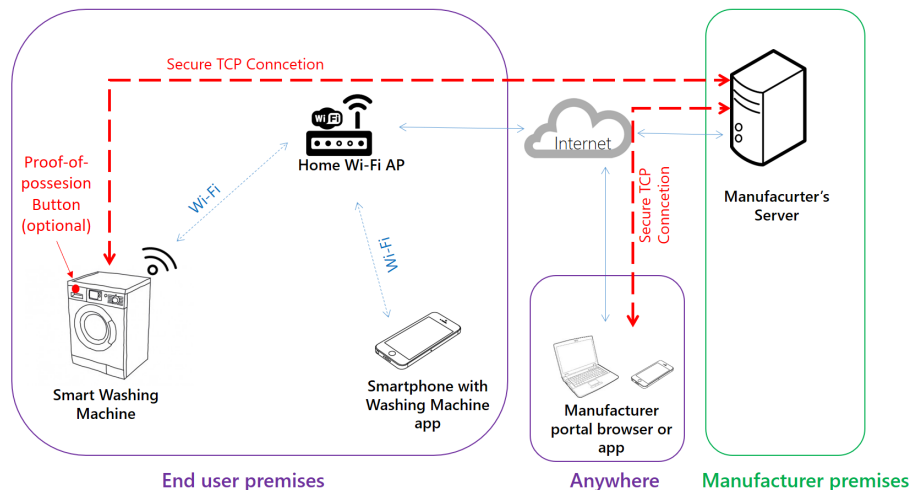 Secure TCP Conncetion
Wi Fi
Home Wi-Fi AP
Internet
Proof-of-
possesion
Button
(optional)
Wi-Fi
Wi-Fi
Secure TCP
Conncetion
Manufacurter's
Server
Smart Washing
Machine
Smartphone with
Washing Machine
app
Manufacturer
portal browser or
app
End user premises
Anywhere
Manufacturer premises